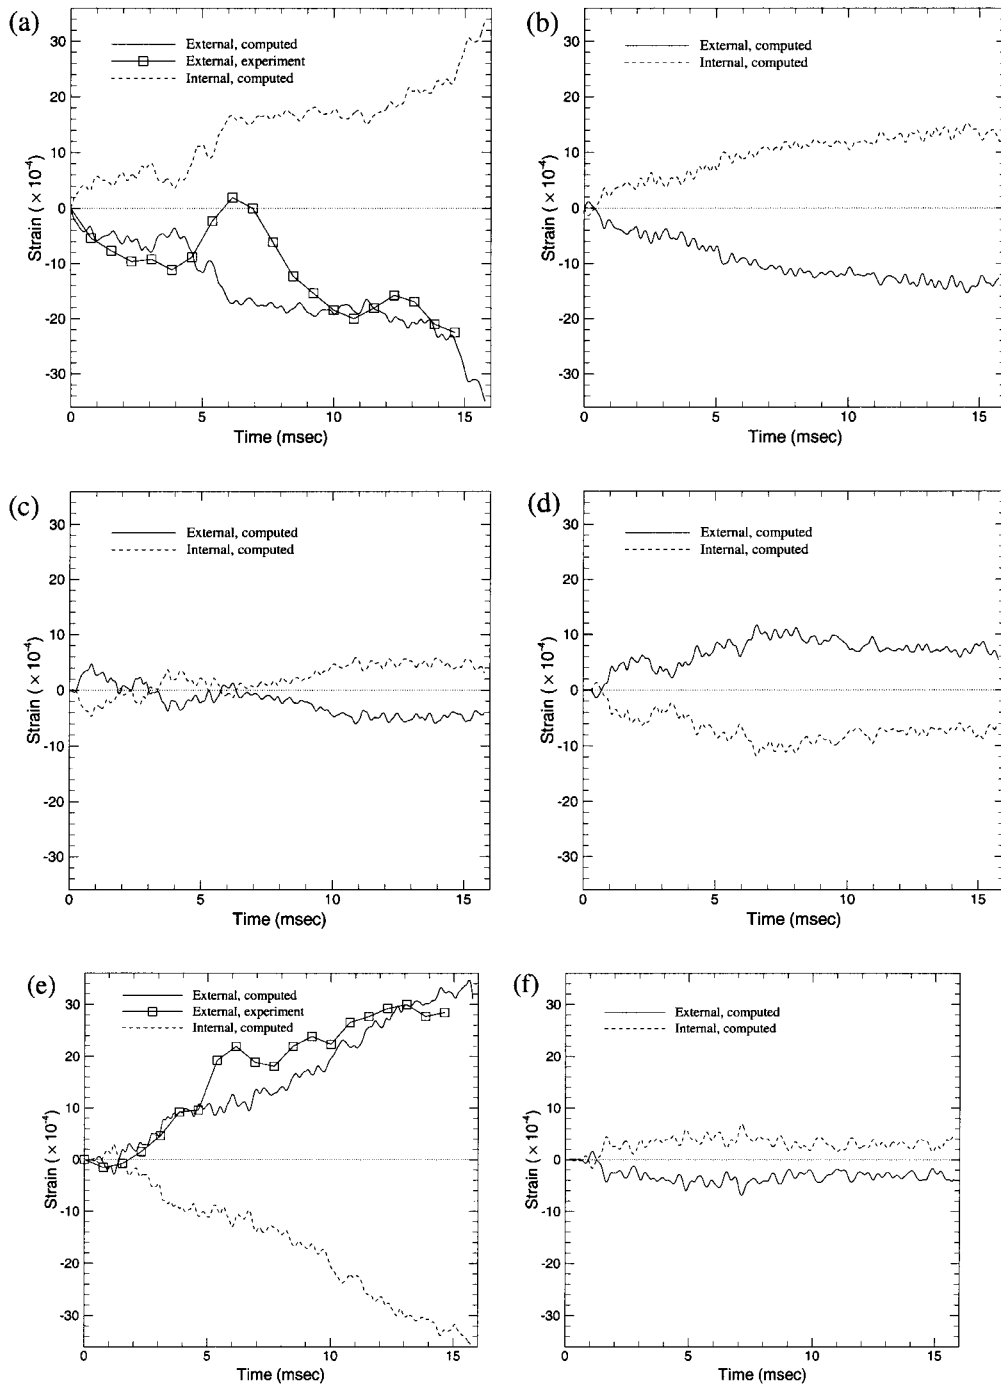 (a)
External, computed
External, experiment
Internal, computed
Strain ( × 10⁻⁴)
30
20
10
0
-10
-20
-30
0 5 10 15
Time (msec)
(b)
External, computed
Internal, computed
Strain ( × 10⁻⁴)
30
20
10
0
-10
-20
-30
0 5 10 15
Time (msec)
(c)
External, computed
Internal, computed
Strain ( × 10⁻⁴)
30
20
10
0
-10
-20
-30
0 5 10 15
Time (msec)
(d)
External, computed
Internal, computed
Strain ( × 10⁻⁴)
30
20
10
0
-10
-20
-30
0 5 10 15
Time (msec)
(e)
External, computed
External, experiment
Internal, computed
Strain ( × 10⁻⁴)
30
20
10
0
-10
-20
-30
0 5 10 15
Time (msec)
(f)
External, computed
Internal, computed
Strain ( × 10⁻⁴)
30
20
10
0
-10
-20
-30
0 5 10 15
Time (msec)